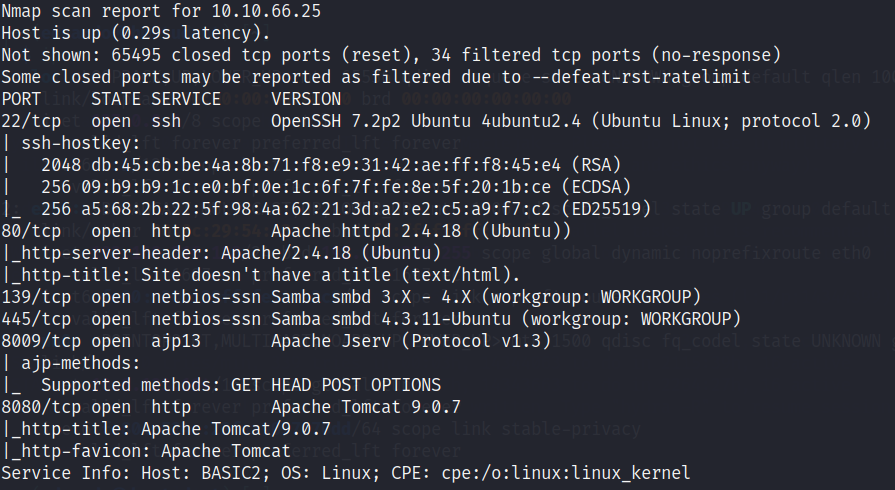 Nmap scan report for 10.10.66.25
Host is up (0.29s latency).
Not shown: 65495 closed tcp ports (reset), 34 filtered tcp ports (no-response)
Some closed ports may be reported as filtered due to --defeat-rst-ratelimit
PORT     STATE SERVICE     VERSION
22/tcp   open  ssh         OpenSSH 7.2p2 Ubuntu 4ubuntu2.4 (Ubuntu Linux; protocol 2.0)
| ssh-hostkey:
|   2048 db:45:cb:be:4a:8b:71:f8:e9:31:42:ae:ff:f8:45:e4 (RSA)
|   256 09:b9:b9:1c:e0:bf:0e:1c:6f:7f:fe:8e:5f:20:1b:ce (ECDSA)
|_  256 a5:68:2b:22:5f:98:4a:62:21:3d:a2:e2:c5:a9:f7:c2 (ED25519)
80/tcp   open  http        Apache httpd 2.4.18 ((Ubuntu))
|_http-server-header: Apache/2.4.18 (Ubuntu)
|_http-title: Site doesn't have a title (text/html).
139/tcp  open  netbios-ssn Samba smbd 3.X - 4.X (workgroup: WORKGROUP)
445/tcp  open  netbios-ssn Samba smbd 4.3.11-Ubuntu (workgroup: WORKGROUP)
8009/tcp open  ajp13       Apache Jserv (Protocol v1.3)
| ajp-methods:
|_  Supported methods: GET HEAD POST OPTIONS
8080/tcp open  http        Apache Tomcat 9.0.7
|_http-title: Apache Tomcat/9.0.7
|_http-favicon: Apache Tomcat
Service Info: Host: BASIC2; OS: Linux; CPE: cpe:/o:linux:linux_kernel